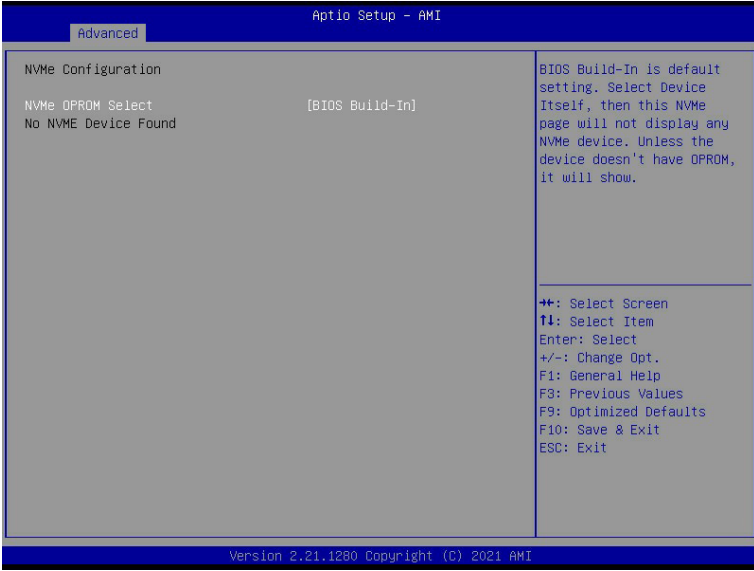 Aptio Setup – AMI
Advanced
NVMe Configuration
NVMe OPROM Select [BIOS Build-In]
No NVME Device Found
BIOS Build-In is default
setting. Select Device
Itself, then this NVMe
page will not display any
NVMe device. Unless the
device doesn't have OPROM,
it will show.
→←: Select Screen
↑↓: Select Item
Enter: Select
+/-: Change Opt.
F1: General Help
F3: Previous Values
F9: Optimized Defaults
F10: Save & Exit
ESC: Exit
Version 2.21.1280 Copyright (C) 2021 AMI